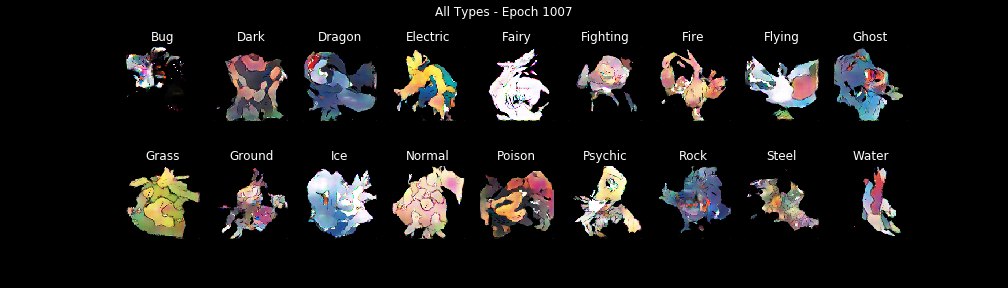 All Types - Epoch 1007
Bug Dark Dragon Electric Fairy Fighting Fire Flying Ghost
Grass Ground Ice Normal Poison Psychic Rock Steel Water